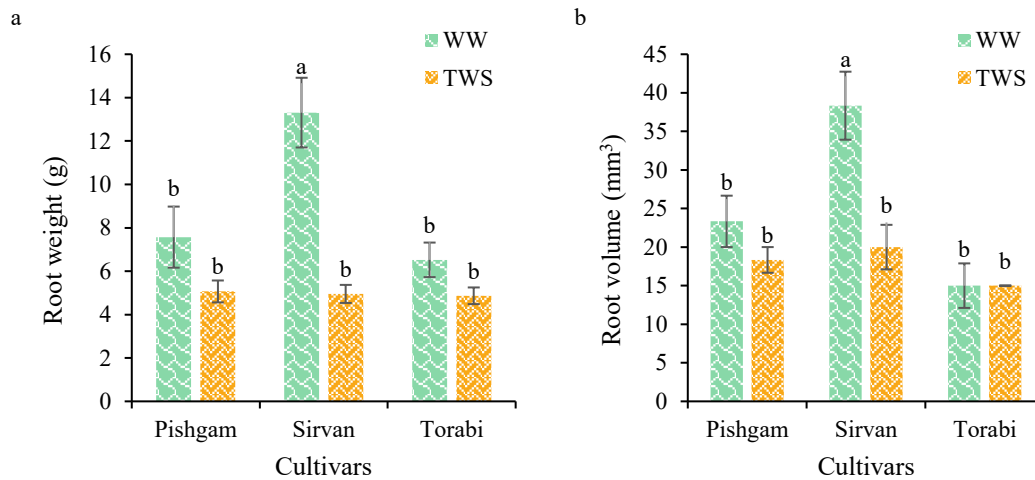 a
WW
TWS
Root weight (g)
16
14
12
10
8
6
4
2
0
b
b
a
b
b
b
Pishgam
Sirvan
Torabi
Cultivars
b
WW
TWS
Root volume (mm³)
45
40
35
30
25
20
15
10
5
0
b
b
a
b
b
b
Pishgam
Sirvan
Torabi
Cultivars